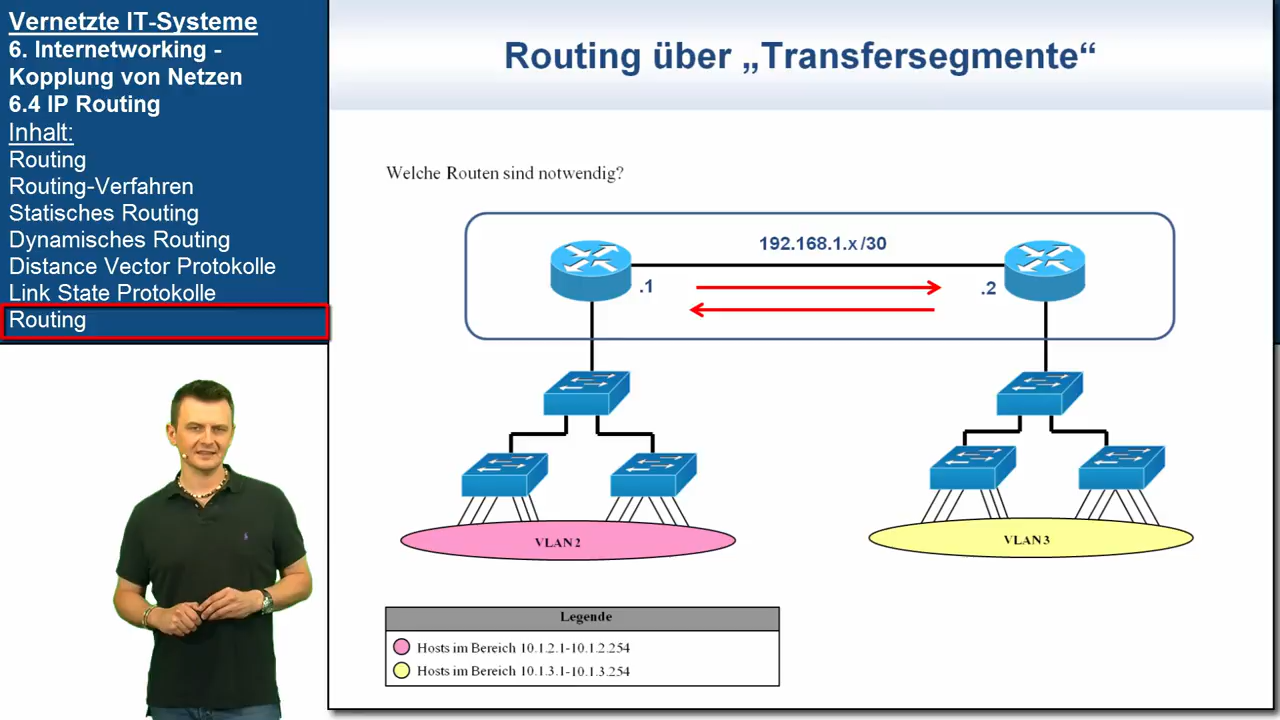 Vernetzte IT-Systeme
6. Internetworking -
Kopplung von Netzen
6.4 IP Routing
Inhalt:
Routing
Routing-Verfahren
Statisches Routing
Dynamisches Routing
Distance Vector Protokolle
Link State Protokolle
Routing
Routing über „Transfersegmente“
Welche Routen sind notwendig?
192.168.1.x /30
.1
.2
VLAN 2
VLAN 3
Legende
Hosts im Bereich 10.1.2.1-10.1.2.254
Hosts im Bereich 10.1.3.1-10.1.3.254